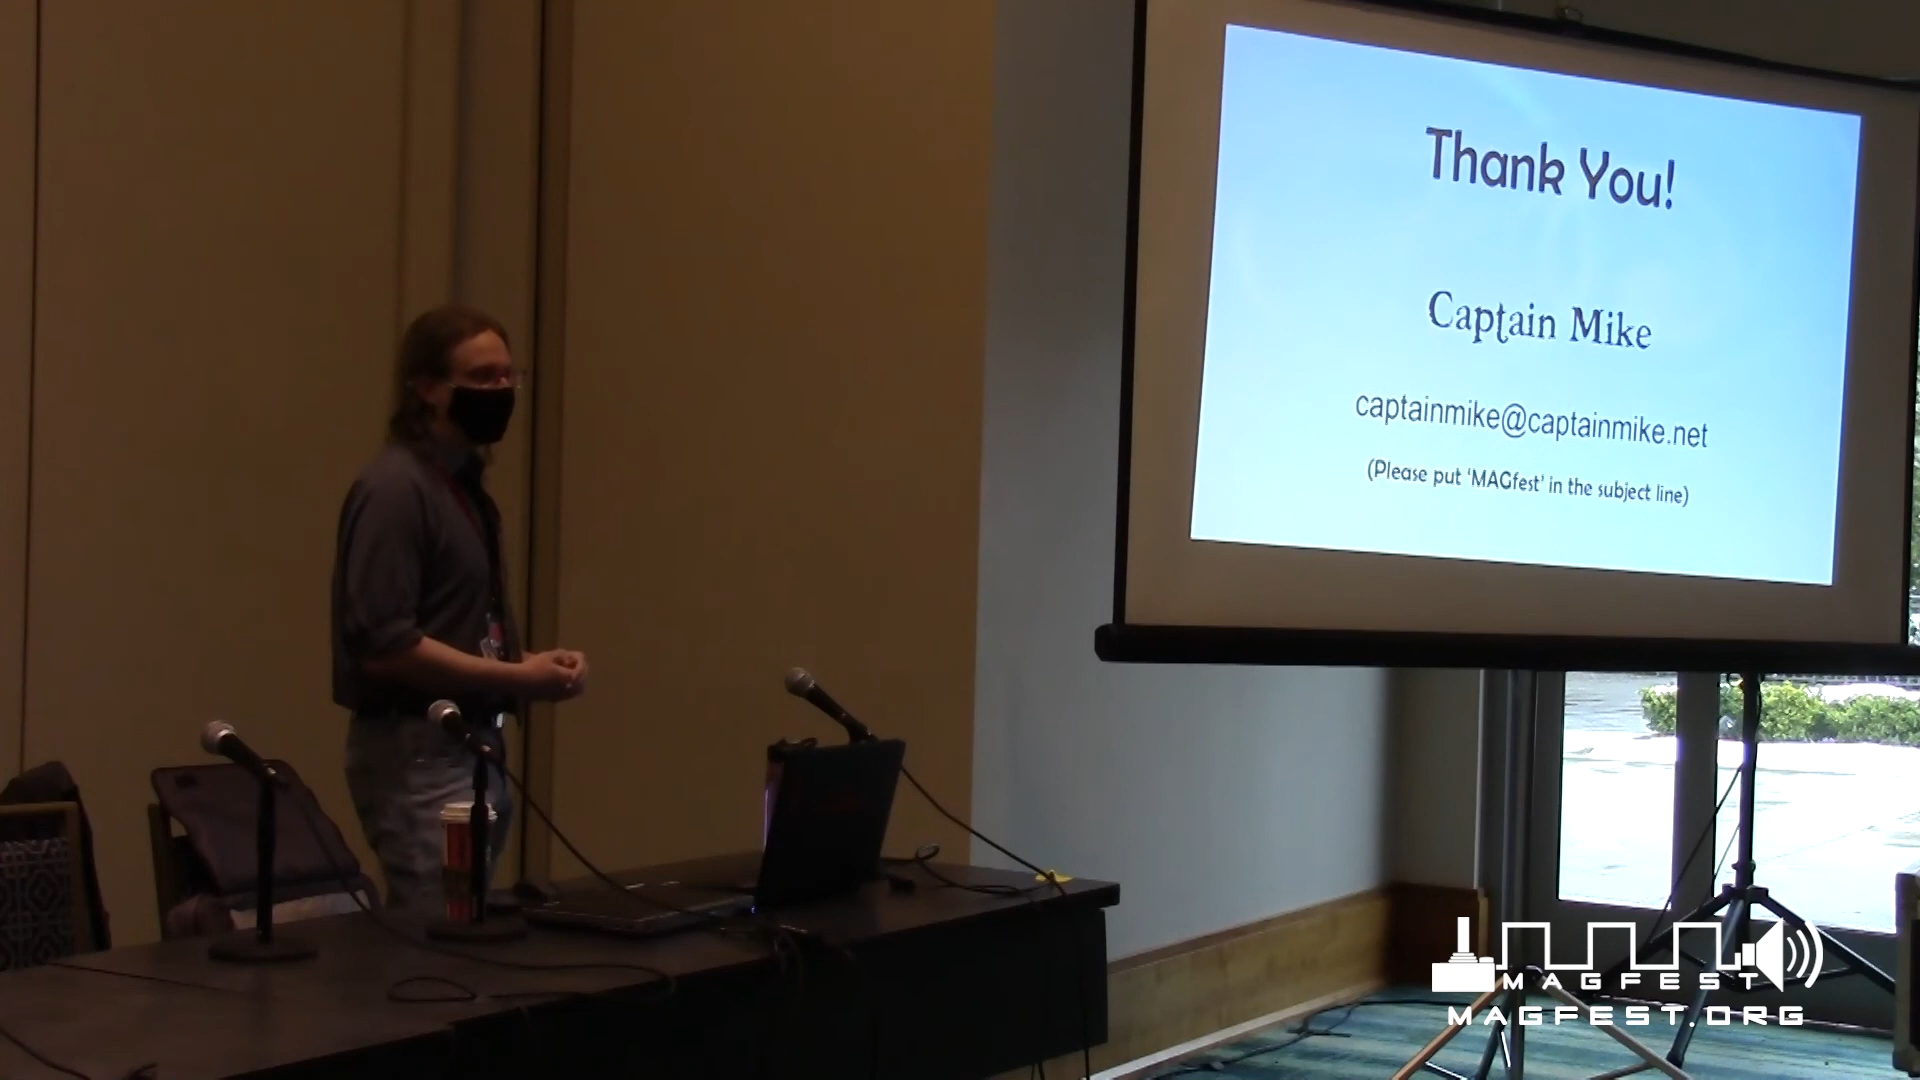 Thank You!
Captain Mike
captainmike@captainmike.net
(Please put ‘MAGfest’ in the subject line)
MAGFEST
MAGFEST.ORG